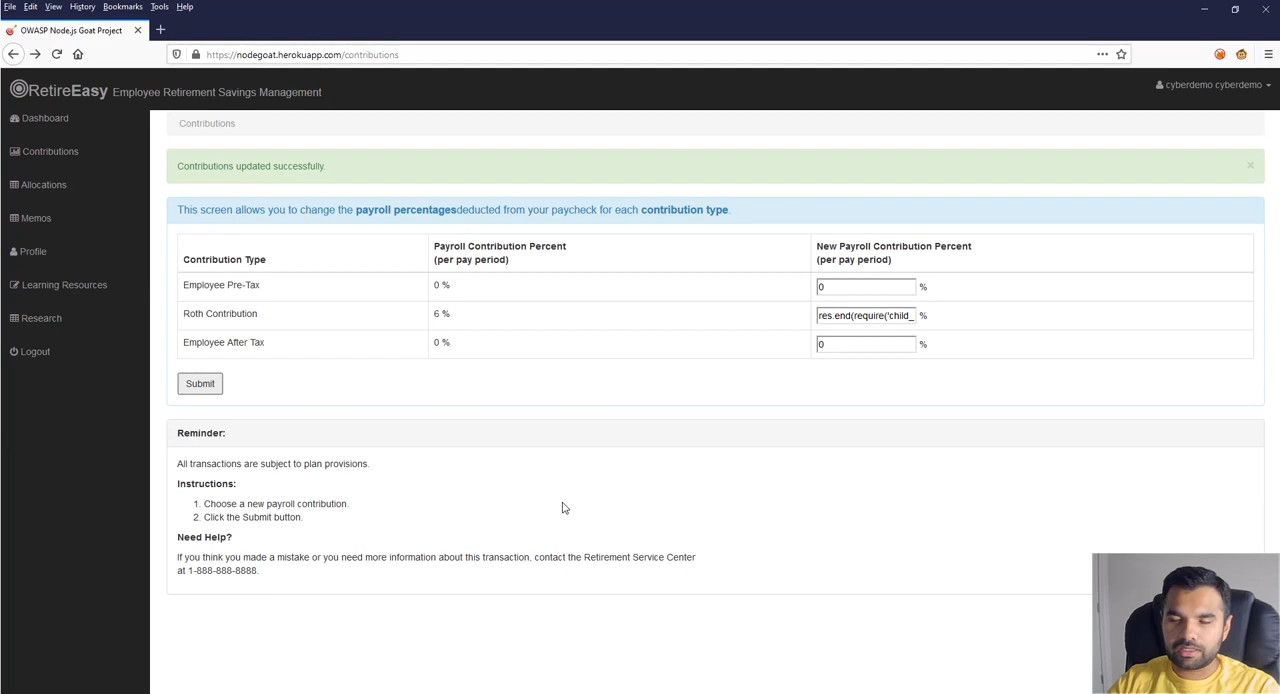 File Edit View History Bookmarks Tools Help
OWASP Node.js Goat Project
https://nodegoat.herokuapp.com/contributions
RetireEasy Employee Retirement Savings Management
cyberdemo cyberdemo
Dashboard
Contributions
Allocations
Memos
Profile
Learning Resources
Research
Logout
Contributions
Contributions updated successfully.
This screen allows you to change the payroll percentagesdeducted from your paycheck for each contribution type.
Contribution Type
Payroll Contribution Percent
(per pay period)
New Payroll Contribution Percent
(per pay period)
Employee Pre-Tax 0 % 0 %
Roth Contribution 6 % res.end(require('child_ %
Employee After Tax 0 % 0 %
Submit
Reminder:
All transactions are subject to plan provisions.
Instructions:
1. Choose a new payroll contribution.
2. Click the Submit button.
Need Help?
If you think you made a mistake or you need more information about this transaction, contact the Retirement Service Center
at 1-888-888-8888.